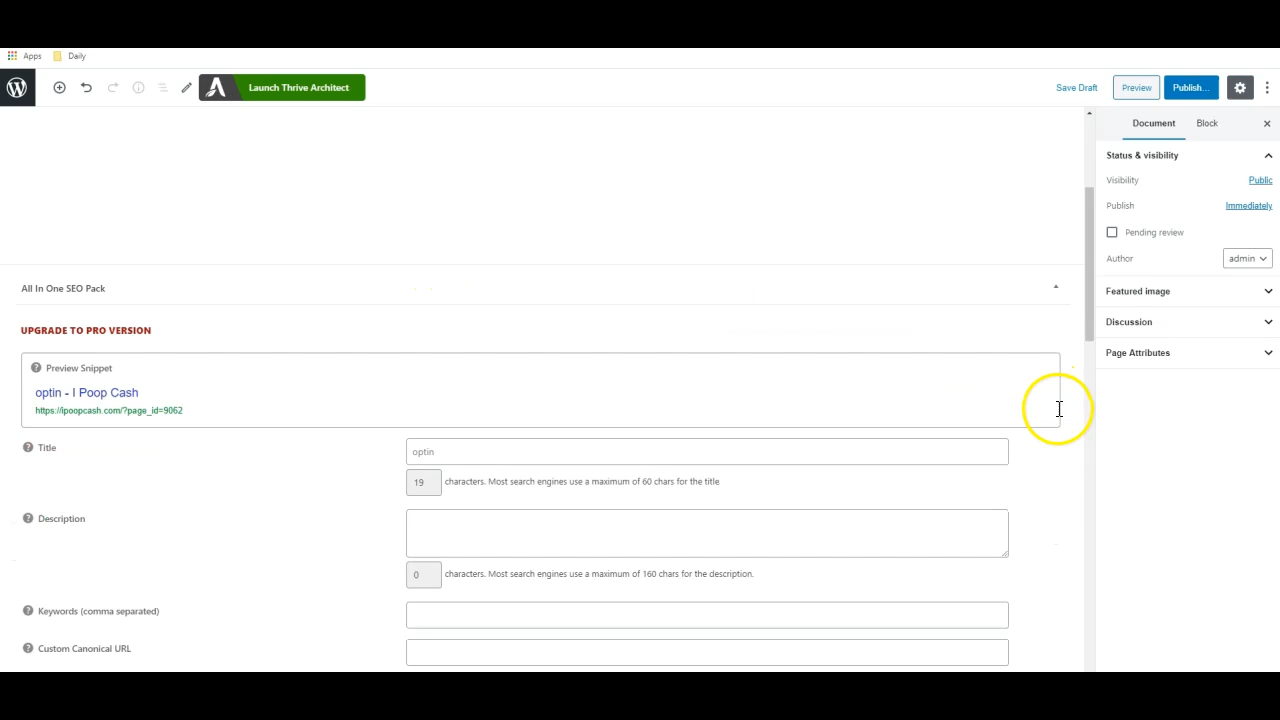 Apps Daily
Launch Thrive Architect Save Draft Preview Publish...
Document Block
Status & visibility
Visibility Public
Publish Immediately
Pending review
Author admin
Featured image
Discussion
Page Attributes
All In One SEO Pack
UPGRADE TO PRO VERSION
Preview Snippet
optin - I Poop Cash
https://ipoopcash.com/?page_id=9062
Title optin
19 characters. Most search engines use a maximum of 60 chars for the title.
Description
0 characters. Most search engines use a maximum of 160 chars for the description.
Keywords (comma separated)
Custom Canonical URL